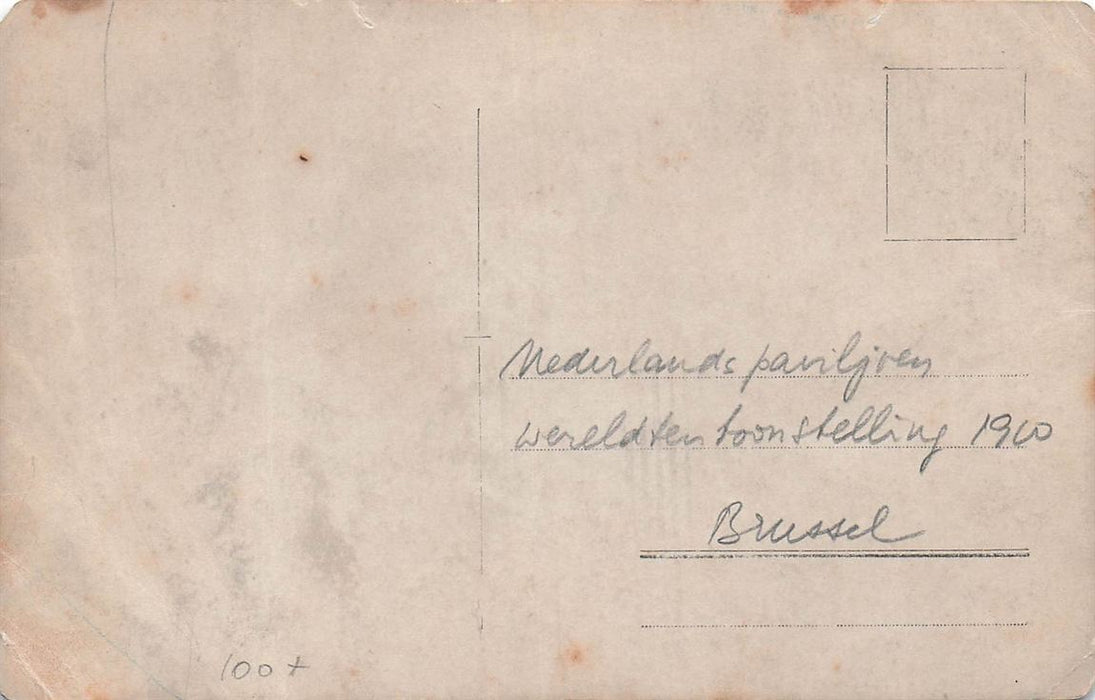 Nederlands paviljoen
wereldtentoonstelling 1910
Brussel
100+